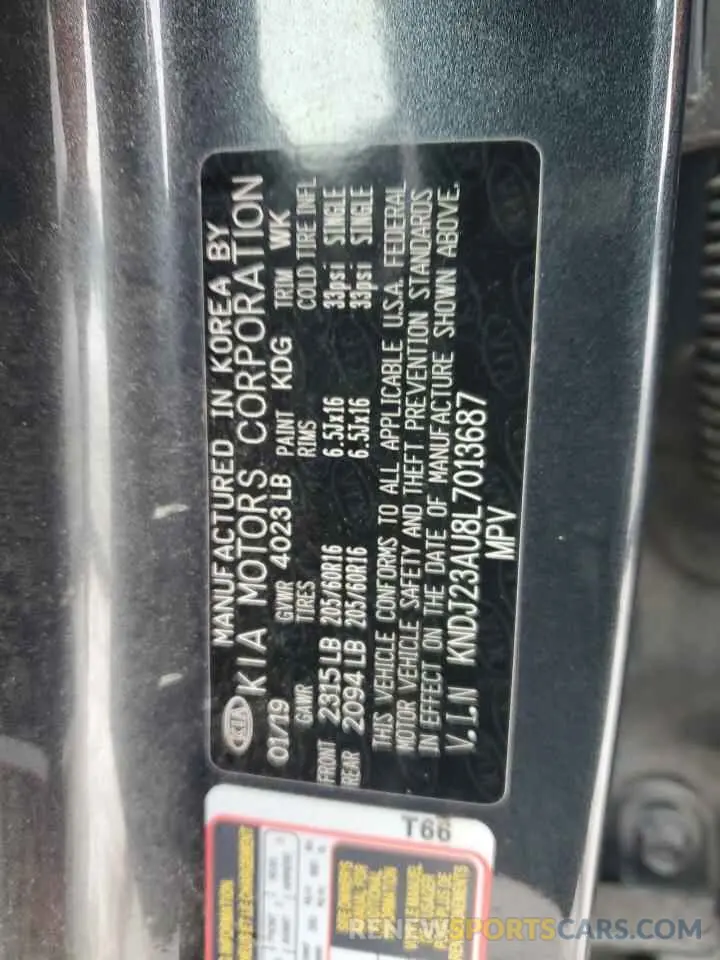 MANUFACTURED IN KOREA BY
KIA KIA MOTORS CORPORATION
01/19 GVWR 4023 LB PAINT KDG TRIM WK
GAWR TIRES RIMS COLD TIRE INFL
FRONT 2315 LB 205/60R16 6.5Jx16 33psi SINGLE
REAR 2094 LB 205/60R16 6.5Jx16 33psi SINGLE
THIS VEHICLE CONFORMS TO ALL APPLICABLE U.S.A. FEDERAL
MOTOR VEHICLE SAFETY AND THEFT PREVENTION STANDARDS
IN EFFECT ON THE DATE OF MANUFACTURE SHOWN ABOVE.
V.I.N KNDJ23AU8L7013687
MPV
T66
RENEWSPORTSCARS.COM